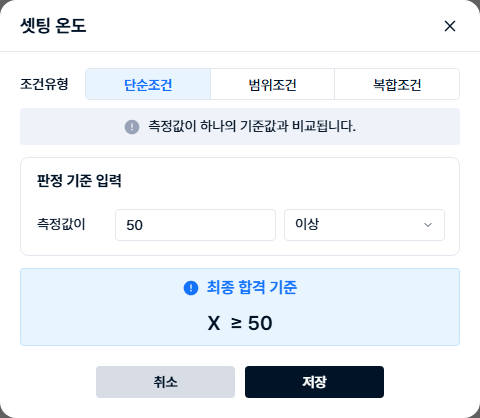 셋팅 온도
조건유형 단순조건 범위조건 복합조건
측정값이 하나의 기준값과 비교됩니다.
판정 기준 입력
측정값이 50 이상
최종 합격 기준
X ≥ 50
취소 저장